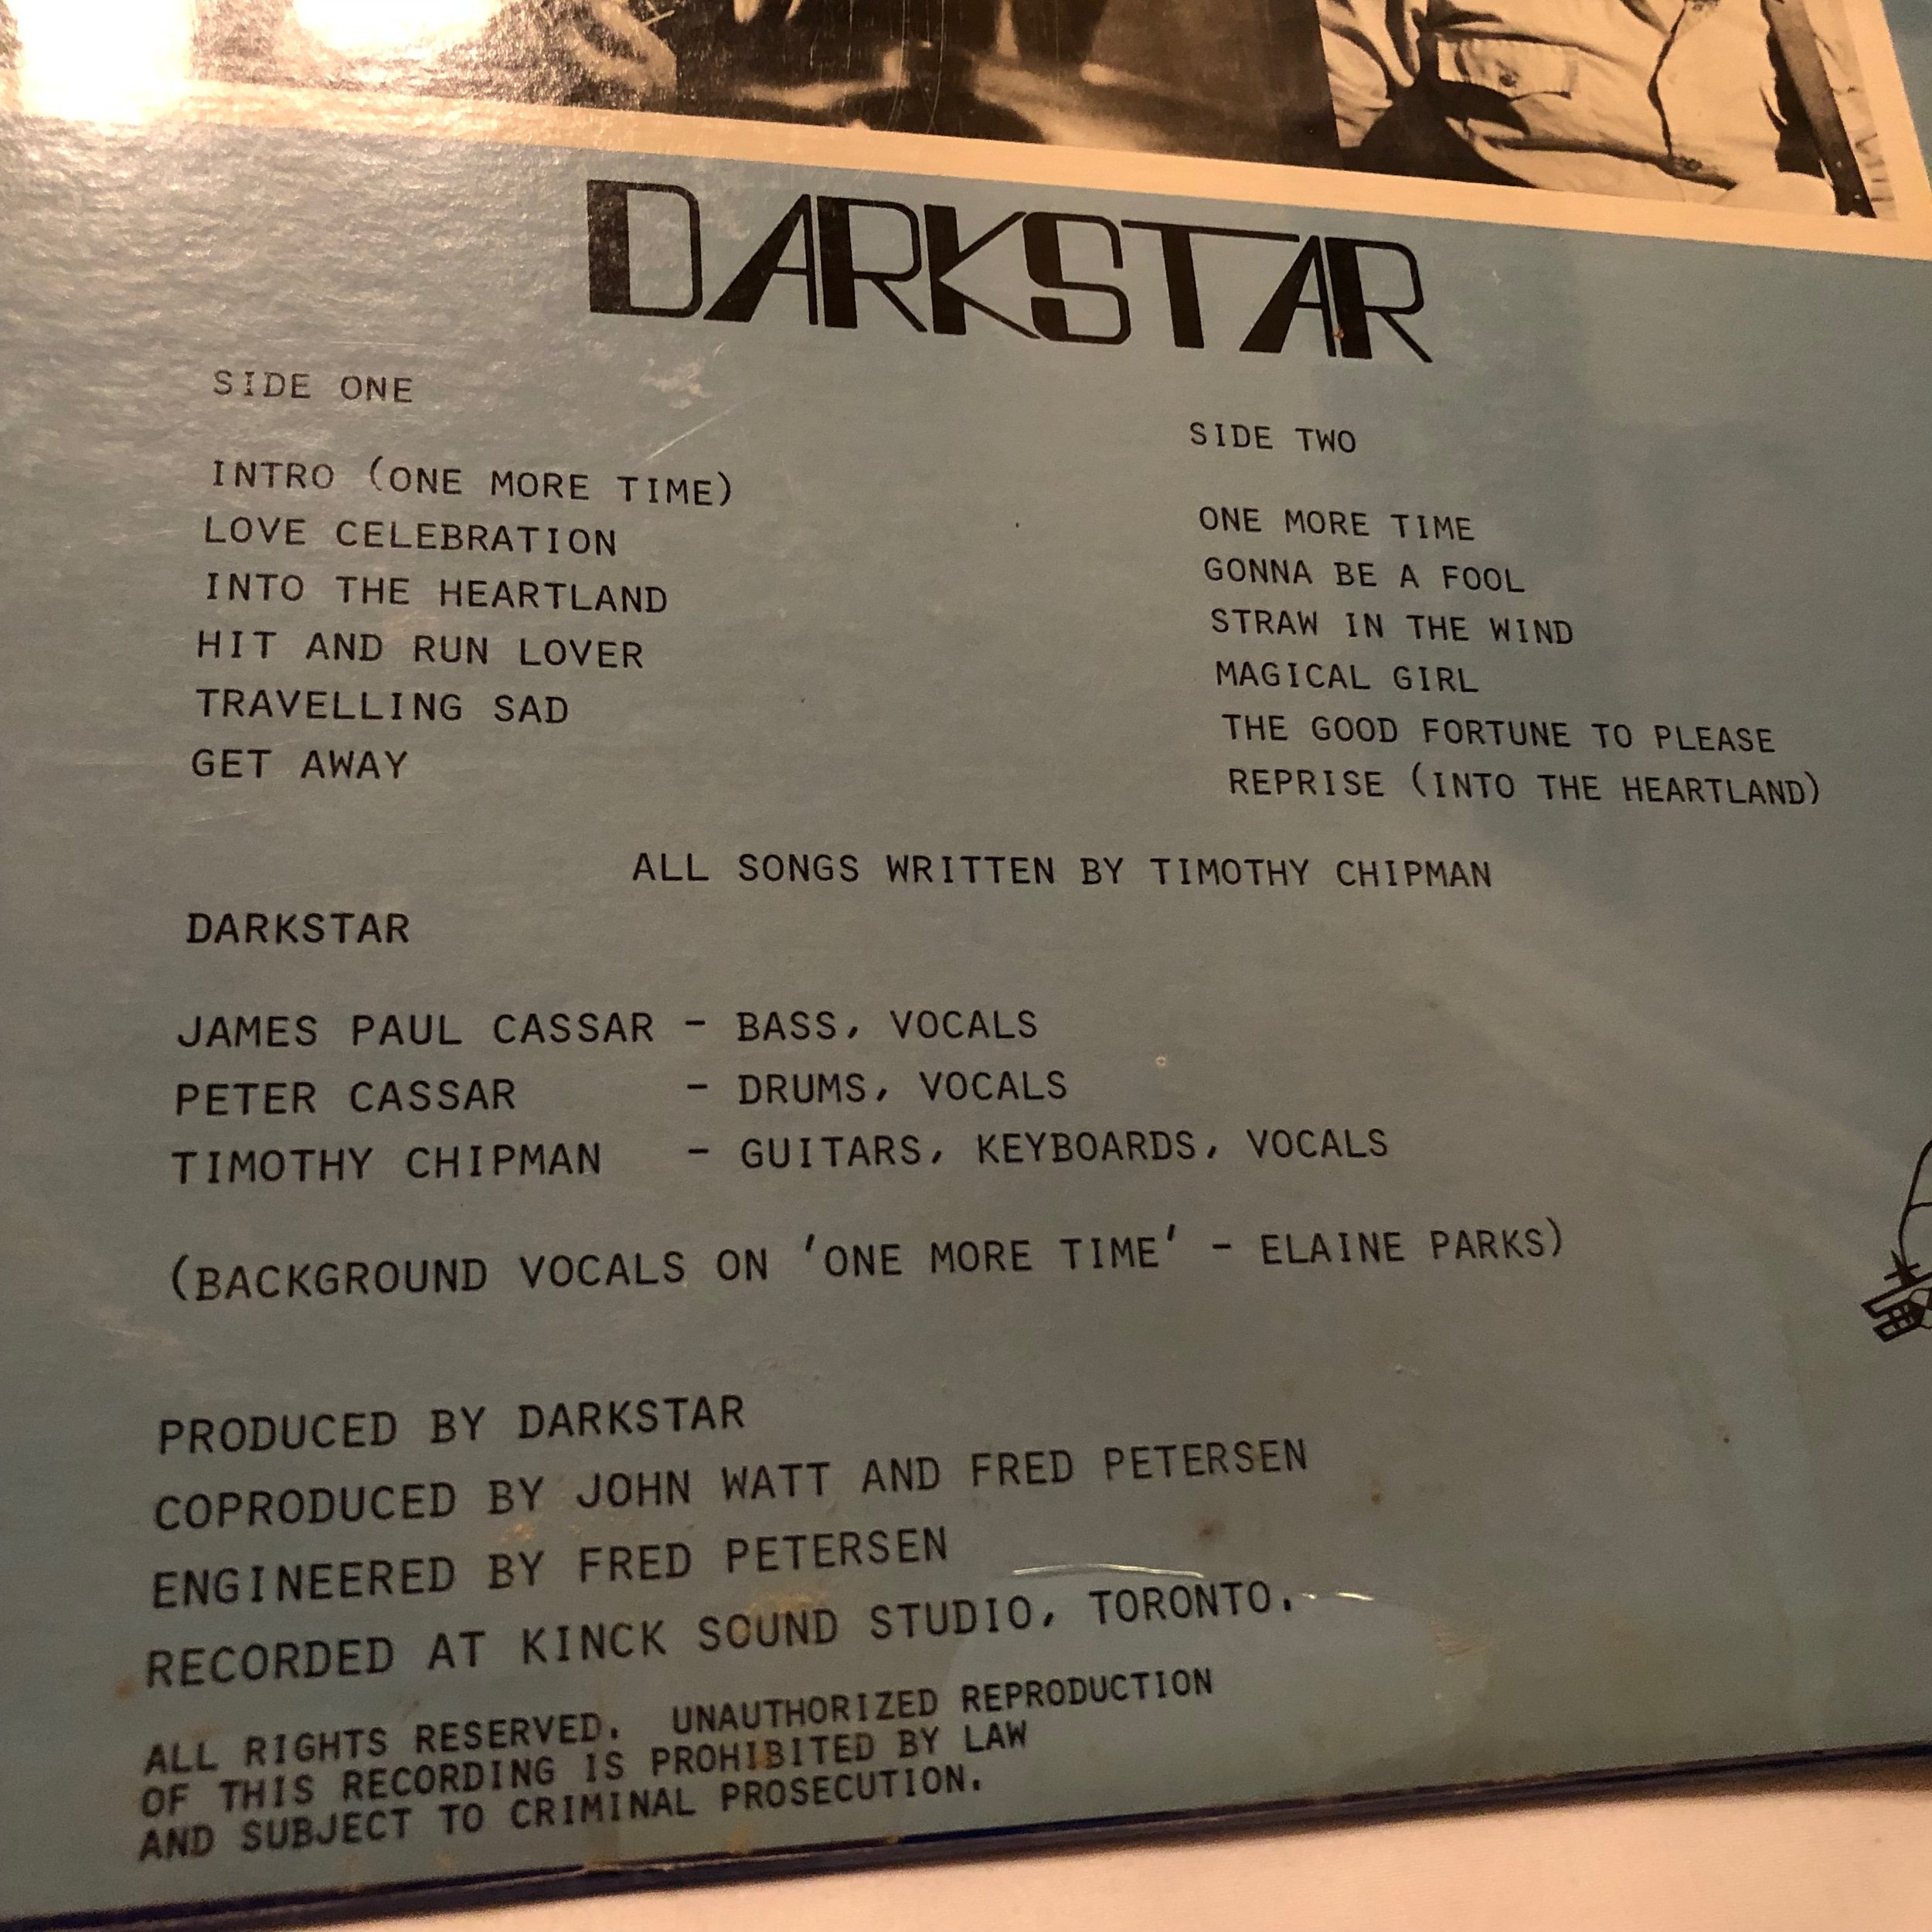 DARKSTAR
SIDE ONE
INTRO (ONE MORE TIME)
LOVE CELEBRATION
INTO THE HEARTLAND
HIT AND RUN LOVER
TRAVELLING SAD
GET AWAY
SIDE TWO
ONE MORE TIME
GONNA BE A FOOL
STRAW IN THE WIND
MAGICAL GIRL
THE GOOD FORTUNE TO PLEASE
REPRISE (INTO THE HEARTLAND)
ALL SONGS WRITTEN BY TIMOTHY CHIPMAN
DARKSTAR
JAMES PAUL CASSAR - BASS, VOCALS
PETER CASSAR - DRUMS, VOCALS
TIMOTHY CHIPMAN - GUITARS, KEYBOARDS, VOCALS
(BACKGROUND VOCALS ON 'ONE MORE TIME' - ELAINE PARKS)
PRODUCED BY DARKSTAR
COPRODUCED BY JOHN WATT AND FRED PETERSEN
ENGINEERED BY FRED PETERSEN
RECORDED AT KINCK SOUND STUDIO, TORONTO.
ALL RIGHTS RESERVED. UNAUTHORIZED REPRODUCTION
OF THIS RECORDING IS PROHIBITED BY LAW
AND SUBJECT TO CRIMINAL PROSECUTION.